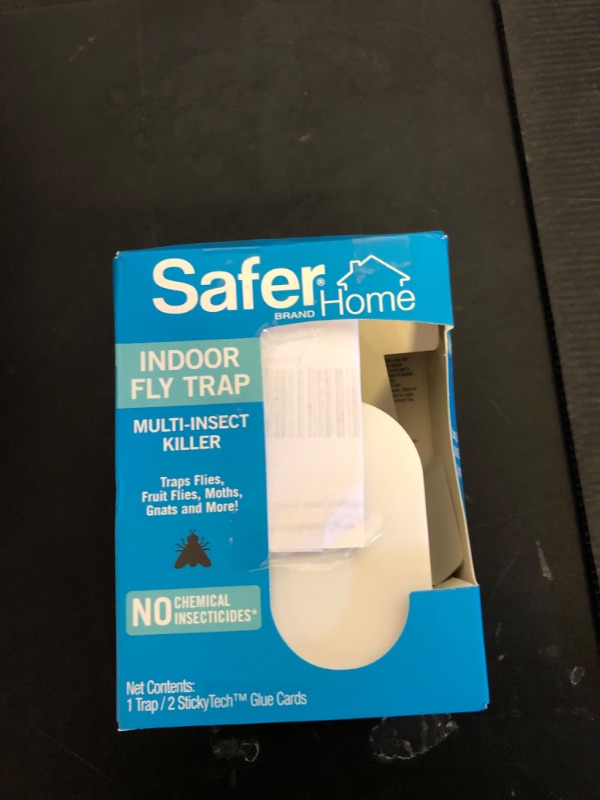 Safer®
BRAND
Home
INDOOR
FLY TRAP
MULTI-INSECT
KILLER
Traps Flies,
Fruit Flies, Moths,
Gnats and More!
NO CHEMICAL
INSECTICIDES*
Net Contents:
1 Trap / 2 StickyTech™ Glue Cards